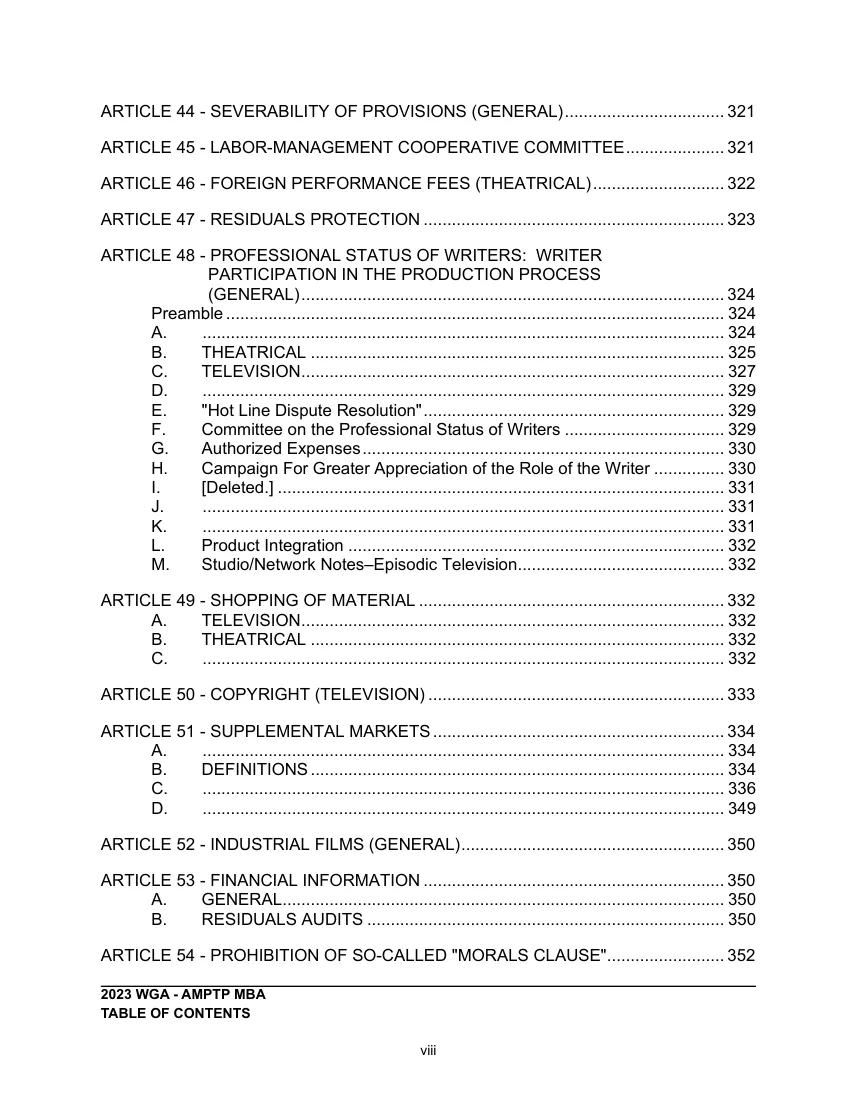 ARTICLE 44 - SEVERABILITY OF PROVISIONS (GENERAL).................................. 321
ARTICLE 45 - LABOR-MANAGEMENT COOPERATIVE COMMITTEE..................... 321
ARTICLE 46 - FOREIGN PERFORMANCE FEES (THEATRICAL)............................ 322
ARTICLE 47 - RESIDUALS PROTECTION ................................................................ 323
ARTICLE 48 - PROFESSIONAL STATUS OF WRITERS:  WRITER
PARTICIPATION IN THE PRODUCTION PROCESS
(GENERAL).......................................................................................... 324
Preamble .......................................................................................................... 324
A. ............................................................................................................... 324
B. THEATRICAL ........................................................................................ 325
C. TELEVISION.......................................................................................... 327
D. ............................................................................................................... 329
E. "Hot Line Dispute Resolution"................................................................ 329
F. Committee on the Professional Status of Writers .................................. 329
G. Authorized Expenses............................................................................. 330
H. Campaign For Greater Appreciation of the Role of the Writer ............... 330
I. [Deleted.] ............................................................................................... 331
J. ............................................................................................................... 331
K. ............................................................................................................... 331
L. Product Integration ................................................................................ 332
M. Studio/Network Notes–Episodic Television............................................ 332
ARTICLE 49 - SHOPPING OF MATERIAL ................................................................. 332
A. TELEVISION.......................................................................................... 332
B. THEATRICAL ........................................................................................ 332
C. ............................................................................................................... 332
ARTICLE 50 - COPYRIGHT (TELEVISION) ............................................................... 333
ARTICLE 51 - SUPPLEMENTAL MARKETS .............................................................. 334
A. ............................................................................................................... 334
B. DEFINITIONS ........................................................................................ 334
C. ............................................................................................................... 336
D. ............................................................................................................... 349
ARTICLE 52 - INDUSTRIAL FILMS (GENERAL)........................................................ 350
ARTICLE 53 - FINANCIAL INFORMATION ................................................................ 350
A. GENERAL.............................................................................................. 350
B. RESIDUALS AUDITS ............................................................................ 350
ARTICLE 54 - PROHIBITION OF SO-CALLED "MORALS CLAUSE"......................... 352
2023 WGA - AMPTP MBA
TABLE OF CONTENTS
viii